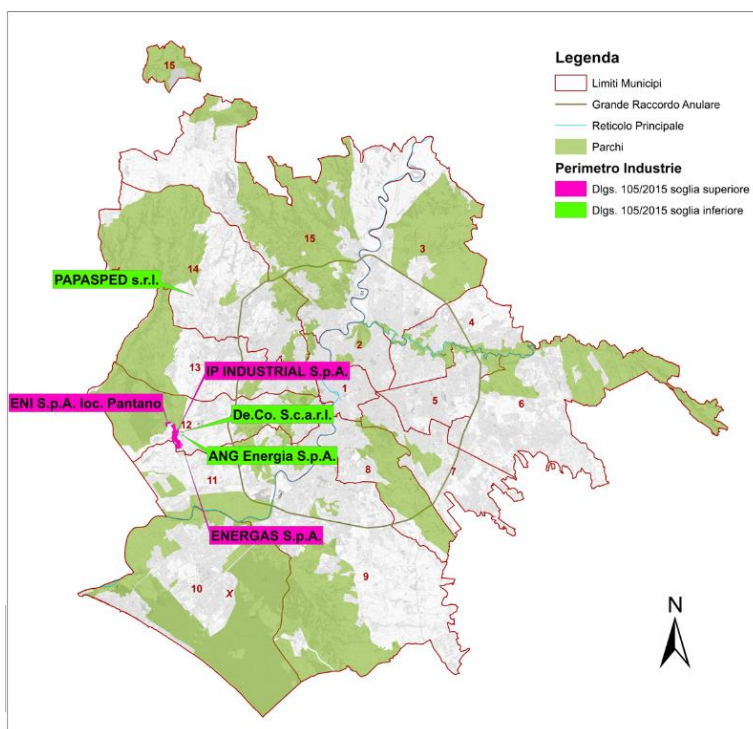 15
Legenda
Limiti Municipi
Grande Raccordo Anulare
Reticolo Principale
Parchi
Perimetro Industrie
Dlgs. 105/2015 soglia superiore
Dlgs. 105/2015 soglia inferiore
15
3
14
PAPASPED s.r.l.
4
2
13
IP INDUSTRIAL S.p.A.
1
ENI S.p.A. loc. Pantano
5
6
12
De.Co. S.c.a.r.l.
ANG Energia S.p.A.
8
7
11
ENERGAS S.p.A.
9
10
X
N